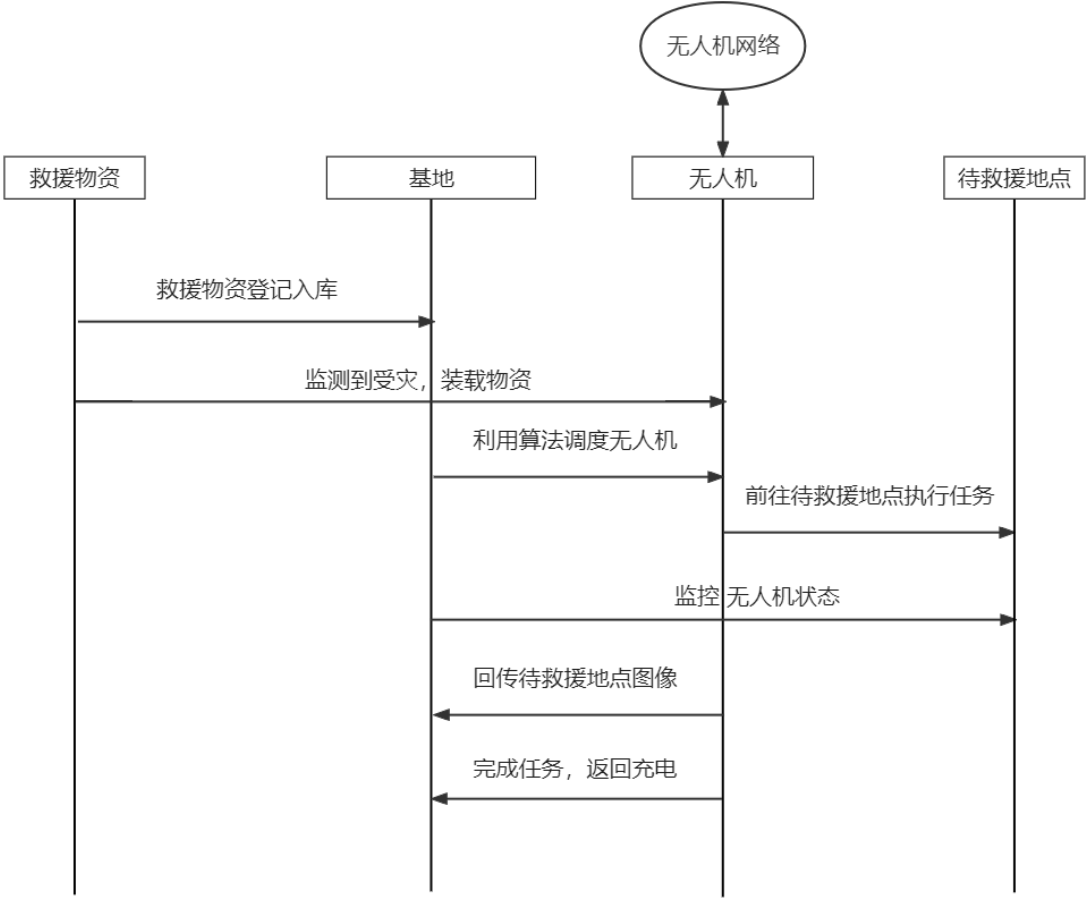 无人机网络
救援物资
基地
无人机
待救援地点
救援物资登记入库
监测到受灾，装载物资
利用算法调度无人机
前往待救援地点执行任务
监控 无人机状态
回传待救援地点图像
完成任务，返回充电